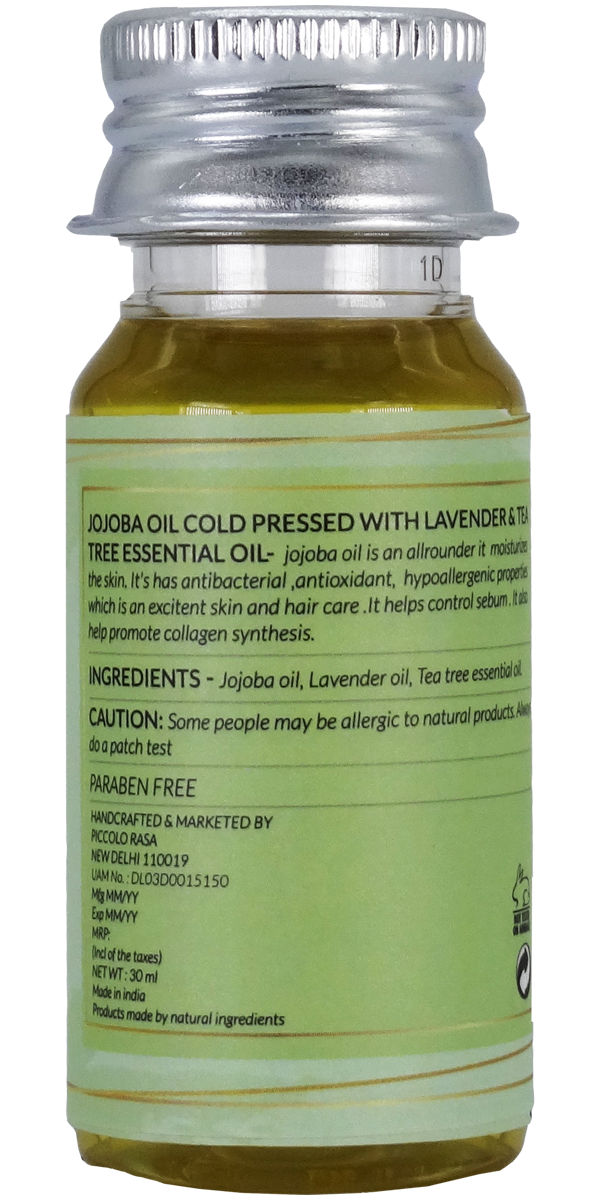 1D
JOJOBA OIL COLD PRESSED WITH LAVENDER & TEA
TREE ESSENTIAL OIL- jojoba oil is an allrounder it moisturizes
the skin. It's has antibacterial ,antioxidant, hypoallergenic properties
which is an excitent skin and hair care .It helps control sebum . It also
help promote collagen synthesis.
INGREDIENTS - Jojoba oil, Lavender oil, Tea tree essential oil.
CAUTION: Some people may be allergic to natural products.
do a patch test
PARABEN FREE
HANDCRAFTED & MARKETED BY
PICCOLO RASA
NEW DELHI 110019
UAM No. : DL03D0015150
Mfg MM/YY
Exp MM/YY
MRP:
(Incl of the taxes)
NET WT : 30 ml
Made in india
Products made by natural ingredients
NOT
ON